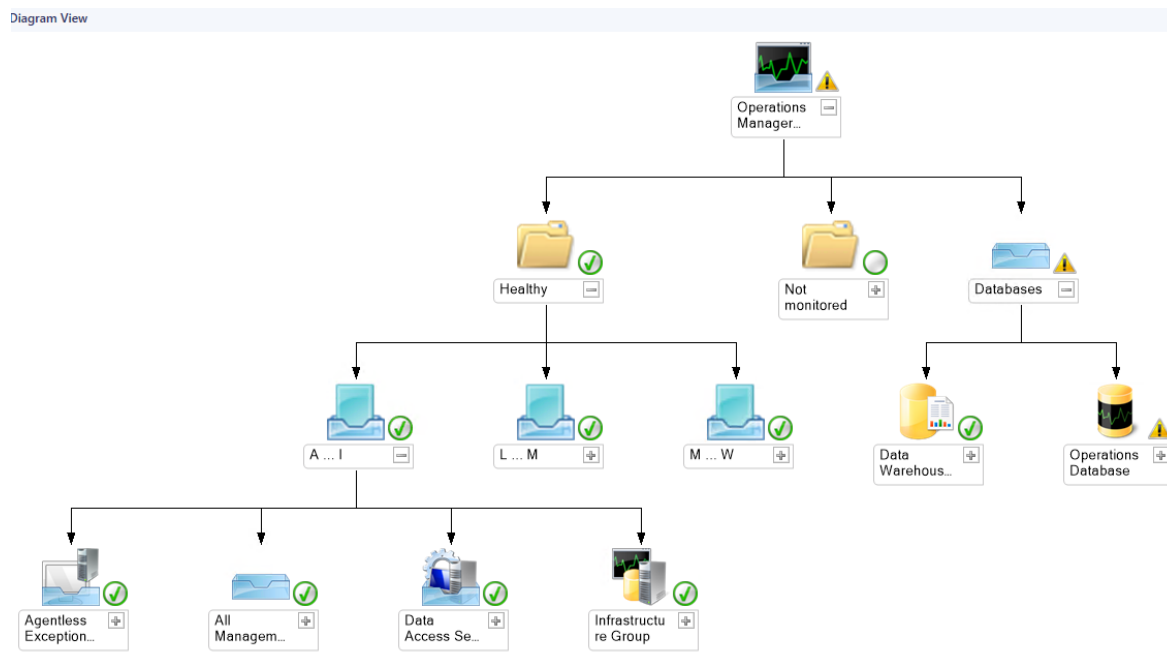 Diagram View
Operations
Manager...
Healthy
Not
monitored
Databases
A ... I
L ... M
M ... W
Data
Warehous...
Operations
Database
Agentless
Exception...
All
Managem...
Data
Access Se...
Infrastructu
re Group